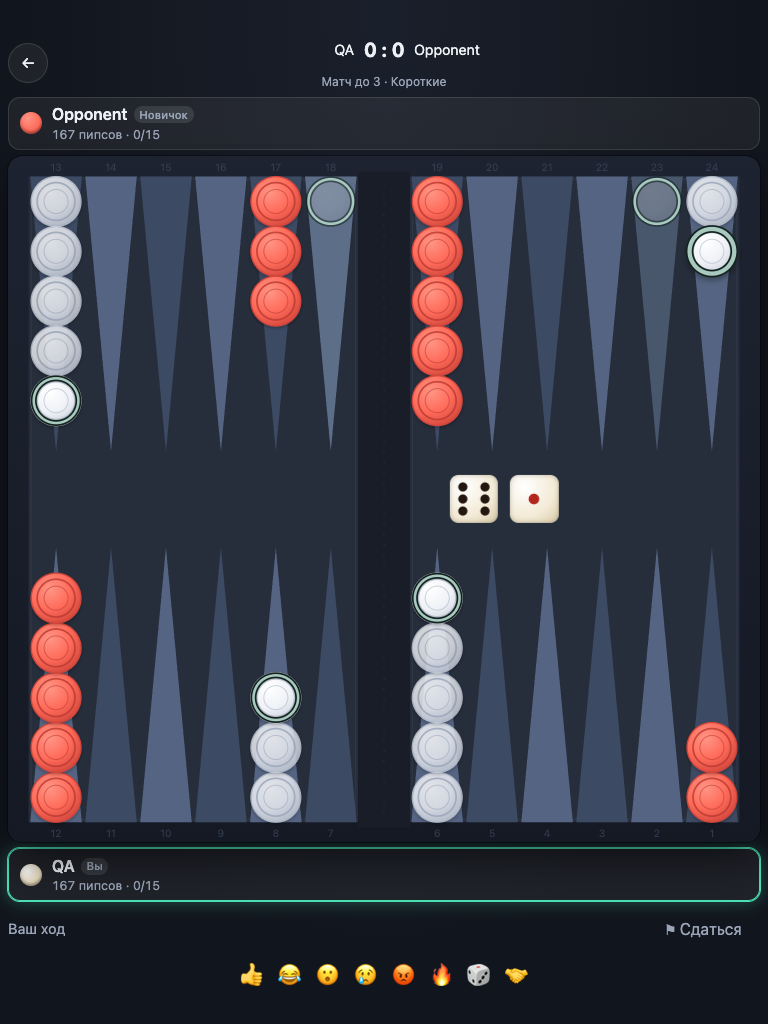 QA 0 : 0 Opponent
Матч до 3 · Короткие
Opponent Новичок
167 пипсов · 0/15
13 14 15 16 17 18 19 20 21 22 23 24
12 11 10 9 8 7 6 5 4 3 2 1
QA Вы
167 пипсов · 0/15
Ваш ход
Сдаться